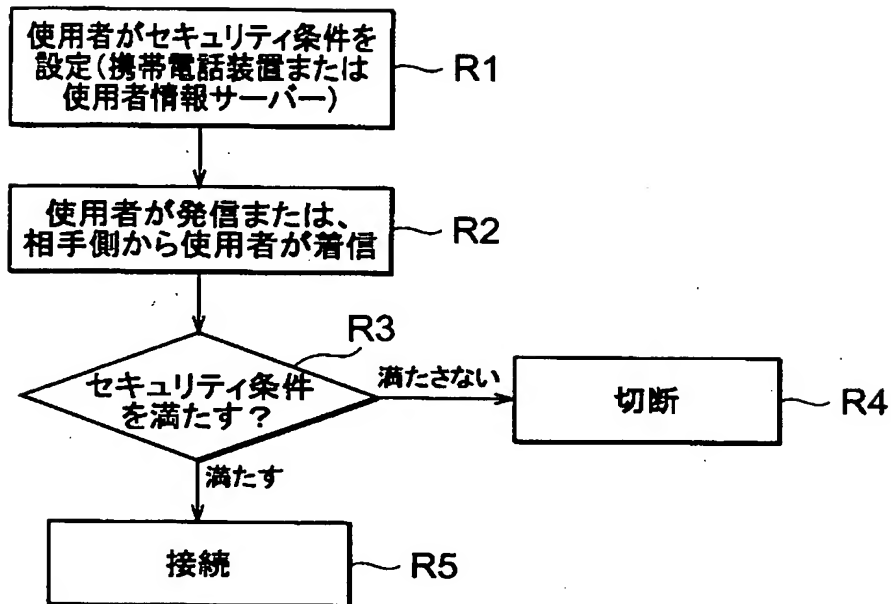 使用者がセキュリティ条件を
設定(携帯電話装置または
使用者情報サーバー)
R1
使用者が発信または、
相手側から使用者が着信
R2
R3
セキュリティ条件
を満たす?
満たさない
切断
R4
満たす
接続
R5